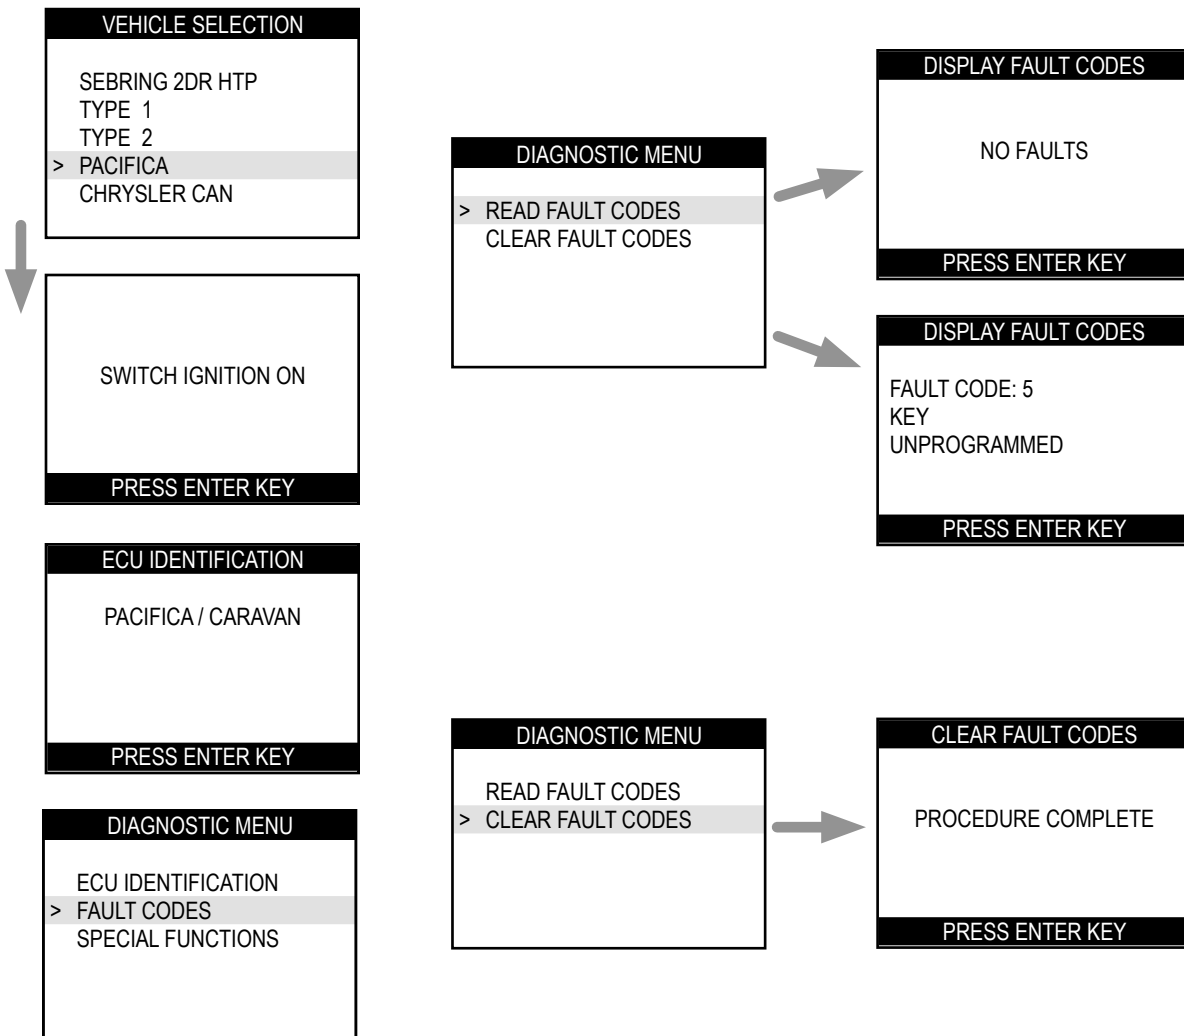 VEHICLE SELECTION
SEBRING 2DR HTP
TYPE 1
TYPE 2
> PACIFICA
CHRYSLER CAN
SWITCH IGNITION ON
PRESS ENTER KEY
ECU IDENTIFICATION
PACIFICA / CARAVAN
PRESS ENTER KEY
DIAGNOSTIC MENU
ECU IDENTIFICATION
> FAULT CODES
SPECIAL FUNCTIONS
DIAGNOSTIC MENU
> READ FAULT CODES
CLEAR FAULT CODES
DISPLAY FAULT CODES
NO FAULTS
PRESS ENTER KEY
DISPLAY FAULT CODES
FAULT CODE: 5
KEY
UNPROGRAMMED
PRESS ENTER KEY
DIAGNOSTIC MENU
READ FAULT CODES
> CLEAR FAULT CODES
CLEAR FAULT CODES
PROCEDURE COMPLETE
PRESS ENTER KEY